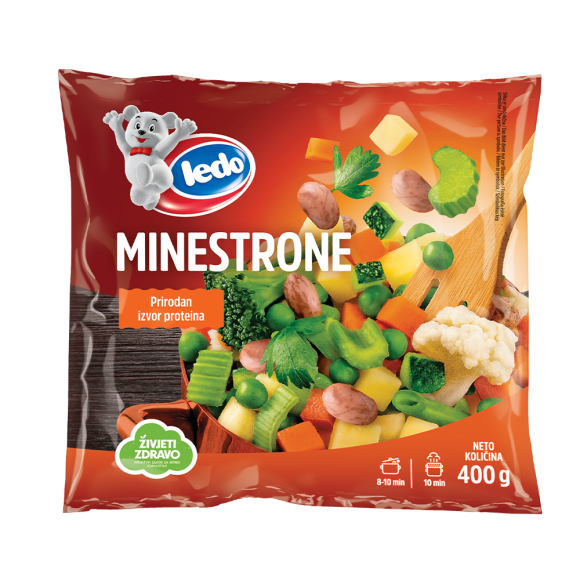 ledo
MINESTRONE
Prirodan
izvor proteina
ŽIVJETI
ZDRAVO
8-10 min
10 min
NETO
KOLIČINA
400 g